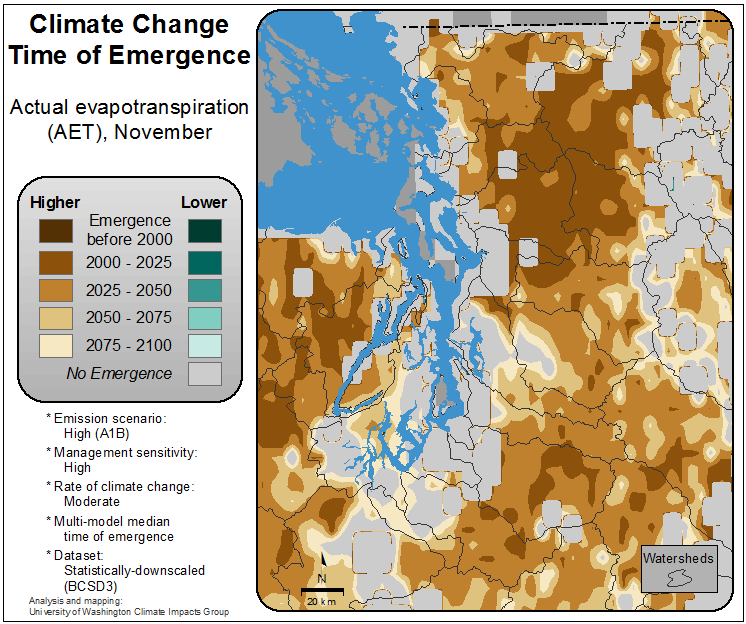 Climate Change
Time of Emergence
Actual evapotranspiration
(AET), November
Higher
Lower
Emergence
before 2000
2000 - 2025
2025 - 2050
2050 - 2075
2075 - 2100
No Emergence
* Emission scenario:
High (A1B)
* Management sensitivity:
High
* Rate of climate change:
Moderate
* Multi-model median
time of emergence
* Dataset:
Statistically-downscaled
(BCSD3)
Analysis and mapping:
University of Washington Climate Impacts Group
N
20 km
Watersheds